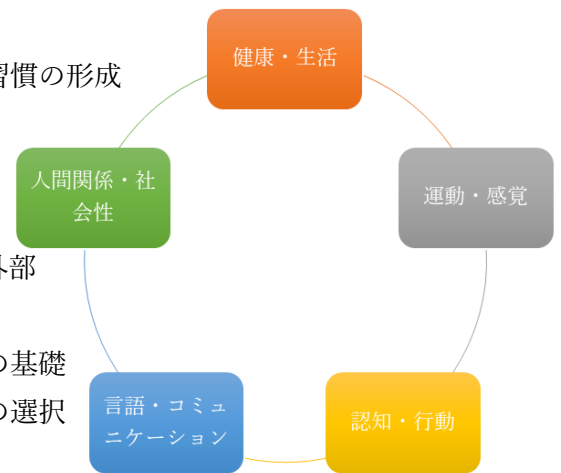 健康・生活
習慣の形成
人間関係・社
会性
運動・感覚
外部
の基礎
の選択
言語・コミュ
ニケーション
認知・行動